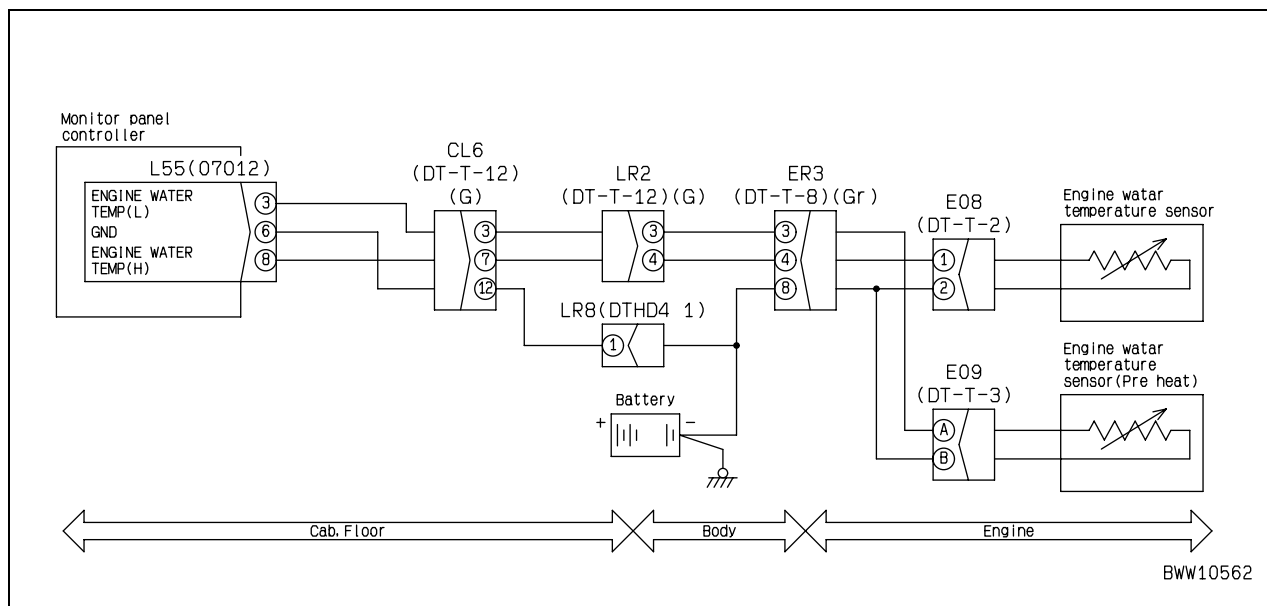 Monitor panel
controller
L55(07012)
ENGINE WATER
TEMP(L)
GND
ENGINE WATER
TEMP(H)
3
6
8
CL6
(DT-T-12)
(G)
3
7
12
LR2
(DT-T-12)(G)
3
4
LR8(DTHD4 1)
1
Battery
+
−
ER3
(DT-T-8)(Gr)
3
4
8
E08
(DT-T-2)
1
2
Engine watar
temperature sensor
E09
(DT-T-3)
A
B
Engine watar
temperature
sensor(Pre heat)
Cab. Floor
Body
Engine
BWW10562